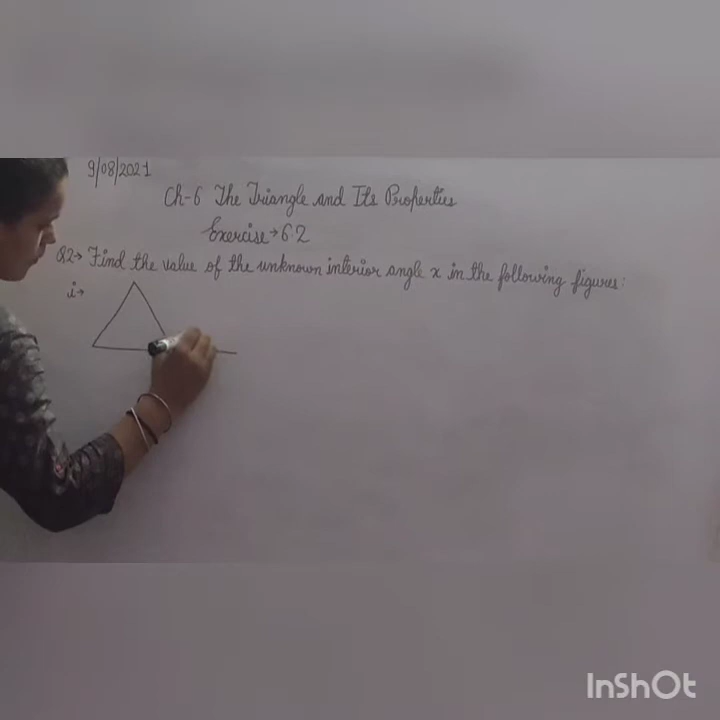 9/08/2021
Ch-6 The Triangle and Its Properties
Exercise→6.2
Q2→ Find the value of the unknown interior angle x in the following figures:
i→
InShOt